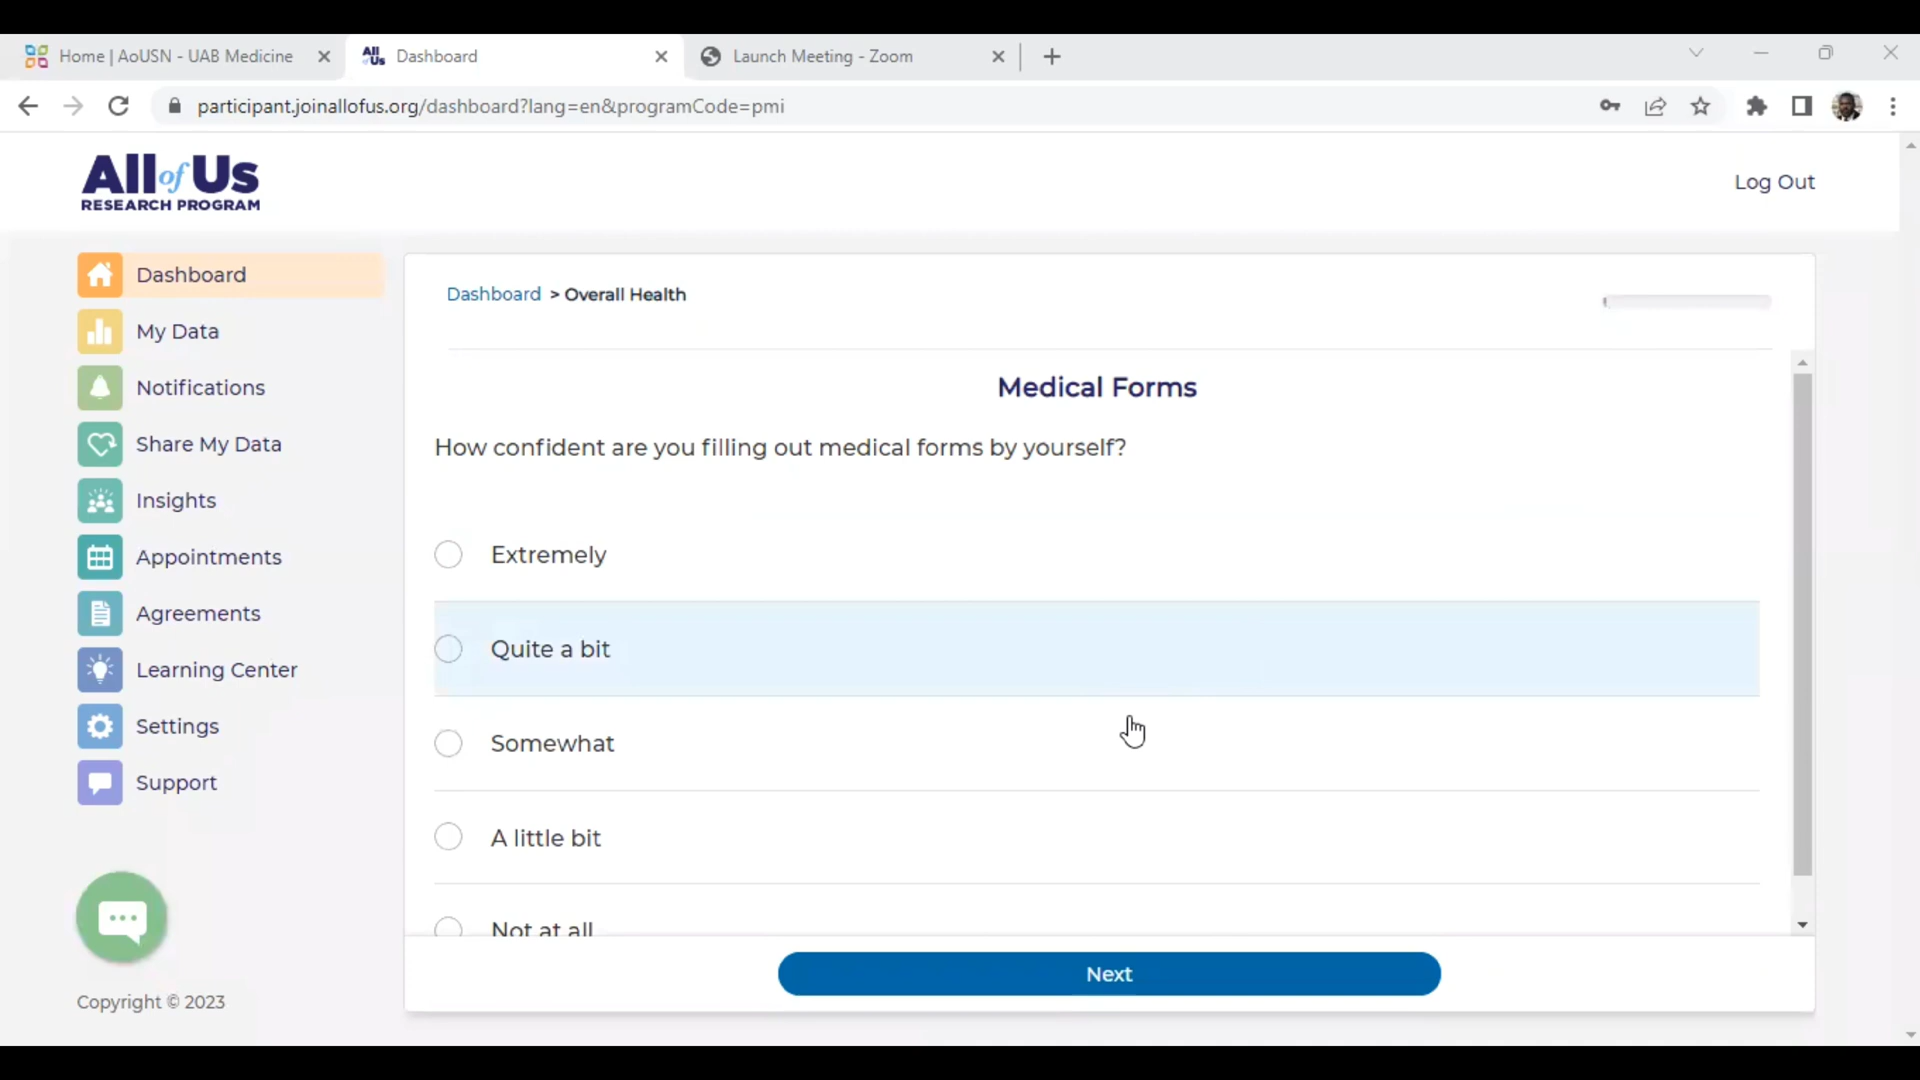 Home | AoUSN - UAB Medicine
Dashboard
Launch Meeting - Zoom
participant.joinallofus.org/dashboard?lang=en&programCode=pmi
All of Us
RESEARCH PROGRAM
Log Out
Dashboard
My Data
Notifications
Share My Data
Insights
Appointments
Agreements
Learning Center
Settings
Support
Copyright © 2023
Dashboard > Overall Health
Medical Forms
How confident are you filling out medical forms by yourself?
Extremely
Quite a bit
Somewhat
A little bit
Not at all
Next